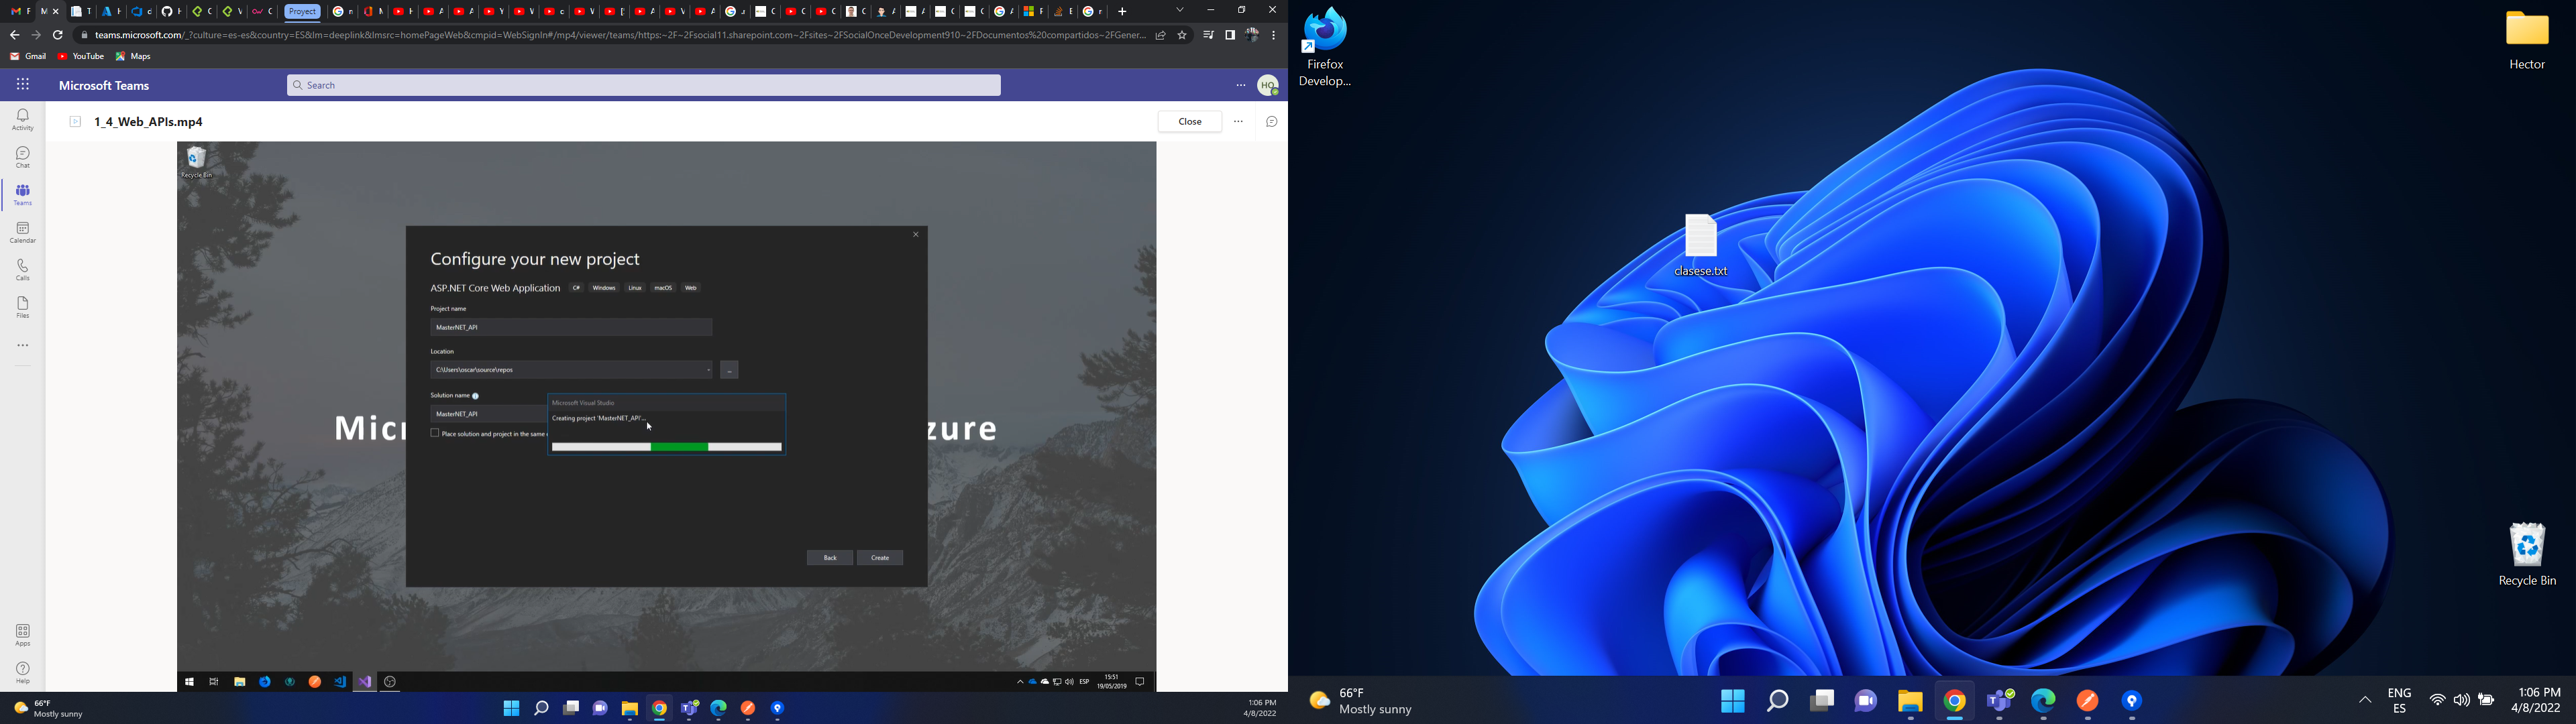 Proyect
teams.microsoft.com/_?culture=es-es&country=ES&lm=deeplink&lmsrc=homePageWeb&cmpid=WebSignIn#/mp4/viewer/teams/https:~2F~2Fsocial11.sharepoint.com~2Fsites~2FSocialOnceDevelopment910~2FDocumentos%20compartidos~2FGener...
Gmail YouTube Maps
Microsoft Teams
Search
HO
Activity
Chat
Teams
Calendar
Calls
Files
Apps
Help
1_4_Web_APIs.mp4
Close
Recycle Bin
Micr
zure
Configure your new project
ASP.NET Core Web Application C# Windows Linux macOS Web
Project name
MasterNET_API
Location
C:\Users\oscar\source\repos
...
Solution name
MasterNET_API
Place solution and project in the same
Microsoft Visual Studio
Creating project 'MasterNET_API'...
Back Create
ESP
15:51
19/05/2019
66°F
Mostly sunny
1:06 PM
4/8/2022
Firefox
Develop...
Hector
clasese.txt
Recycle Bin
66°F
Mostly sunny
ENG
ES
1:06 PM
4/8/2022